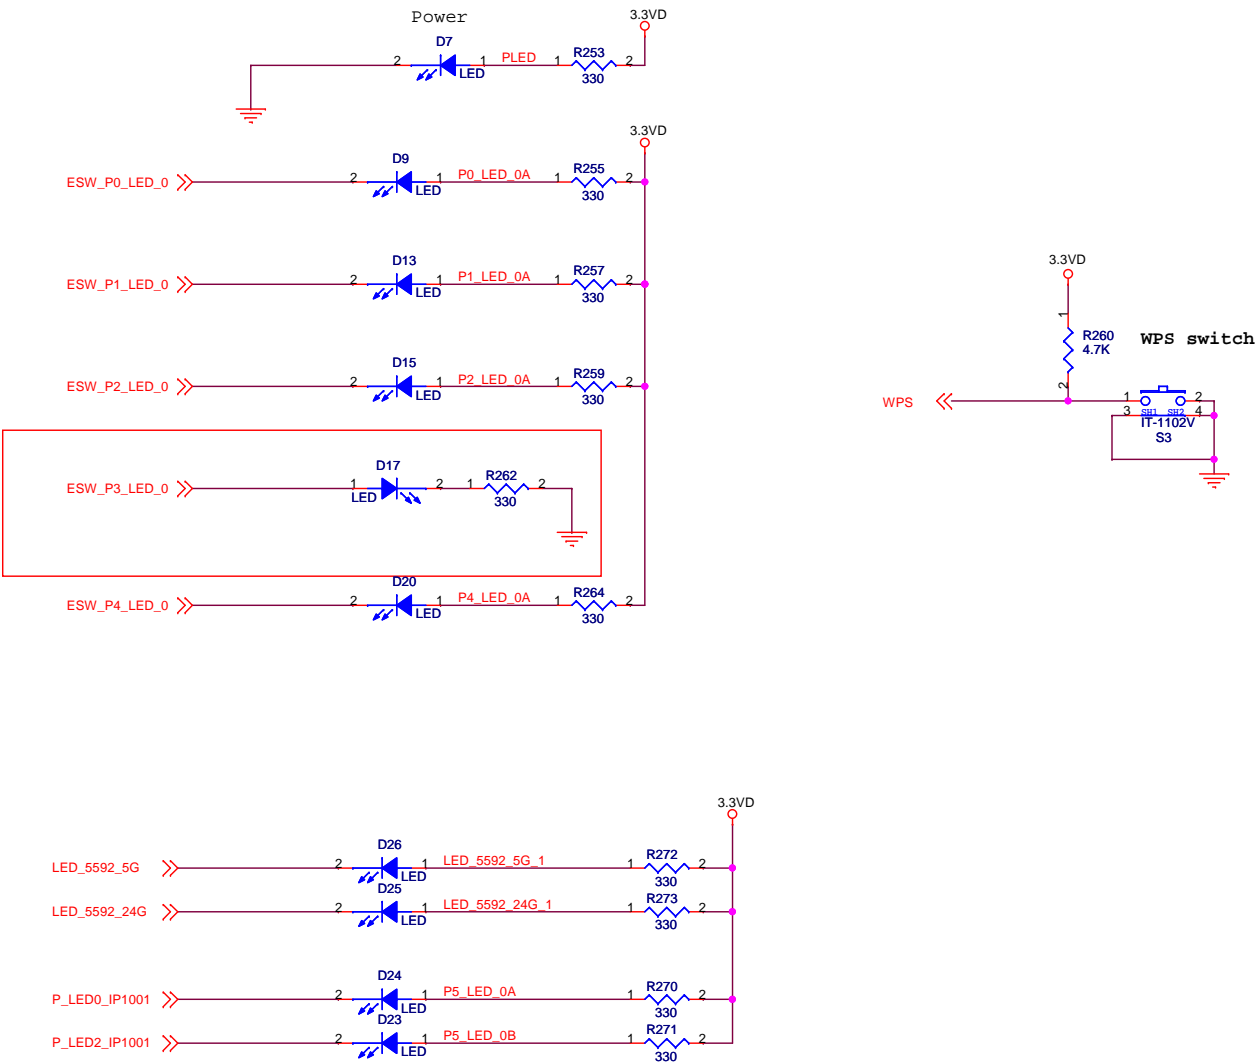 Power
3.3VD
D7
2
1
PLED
1
R253
2
LED
330
3.3VD
ESW_P0_LED_0
2
D9
1
P0_LED_0A
1
R255
2
LED
330
ESW_P1_LED_0
2
D13
1
P1_LED_0A
1
R257
2
LED
330
ESW_P2_LED_0
2
D15
1
P2_LED_0A
1
R259
2
LED
330
ESW_P3_LED_0
1
D17
2
1
R262
2
LED
330
ESW_P4_LED_0
2
D20
1
P4_LED_0A
1
R264
2
LED
330
3.3VD
1
R260
4.7K
2
WPS switch
WPS
1
2
3
SH1
SH2
4
IT-1102V
S3
3.3VD
LED_5592_5G
2
D26
1
LED_5592_5G_1
1
R272
2
LED
330
LED_5592_24G
2
D25
1
LED_5592_24G_1
1
R273
2
LED
330
P_LED0_IP1001
2
D24
1
P5_LED_0A
1
R270
2
LED
330
P_LED2_IP1001
2
D23
1
P5_LED_0B
1
R271
2
LED
330